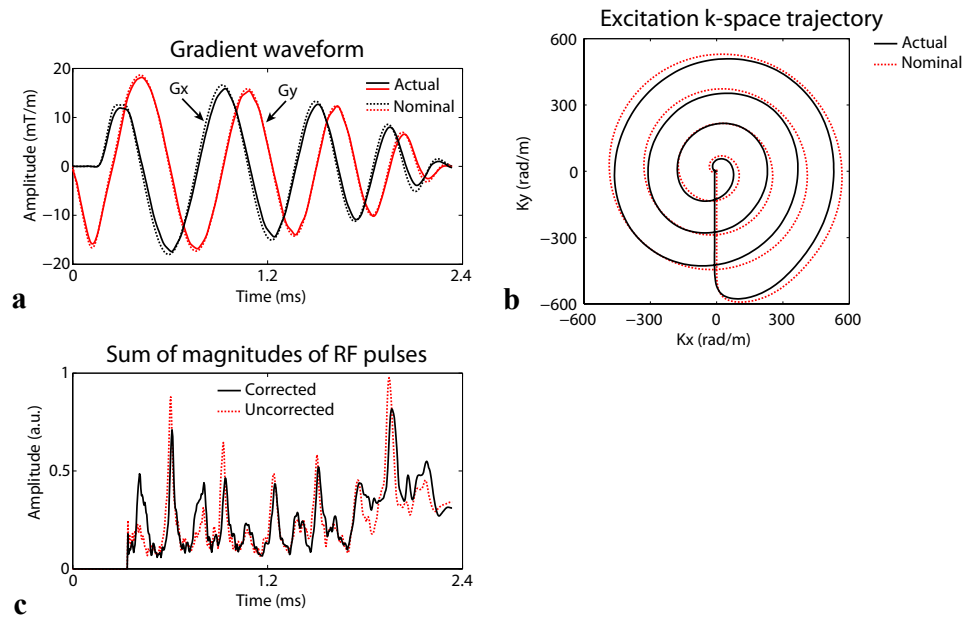 Gradient waveform
20
10
0
−10
−20
Amplitude (mT/m)
Gx
Gy
Actual
Nominal
0
1.2
2.4
Time (ms)
a
Excitation k-space trajectory
600
300
0
−300
−600
Ky (rad/m)
Actual
Nominal
−600
−300
0
300
600
Kx (rad/m)
b
Sum of magnitudes of RF pulses
1
0.5
0
Amplitude (a.u.)
Corrected
Uncorrected
0
1.2
2.4
Time (ms)
c